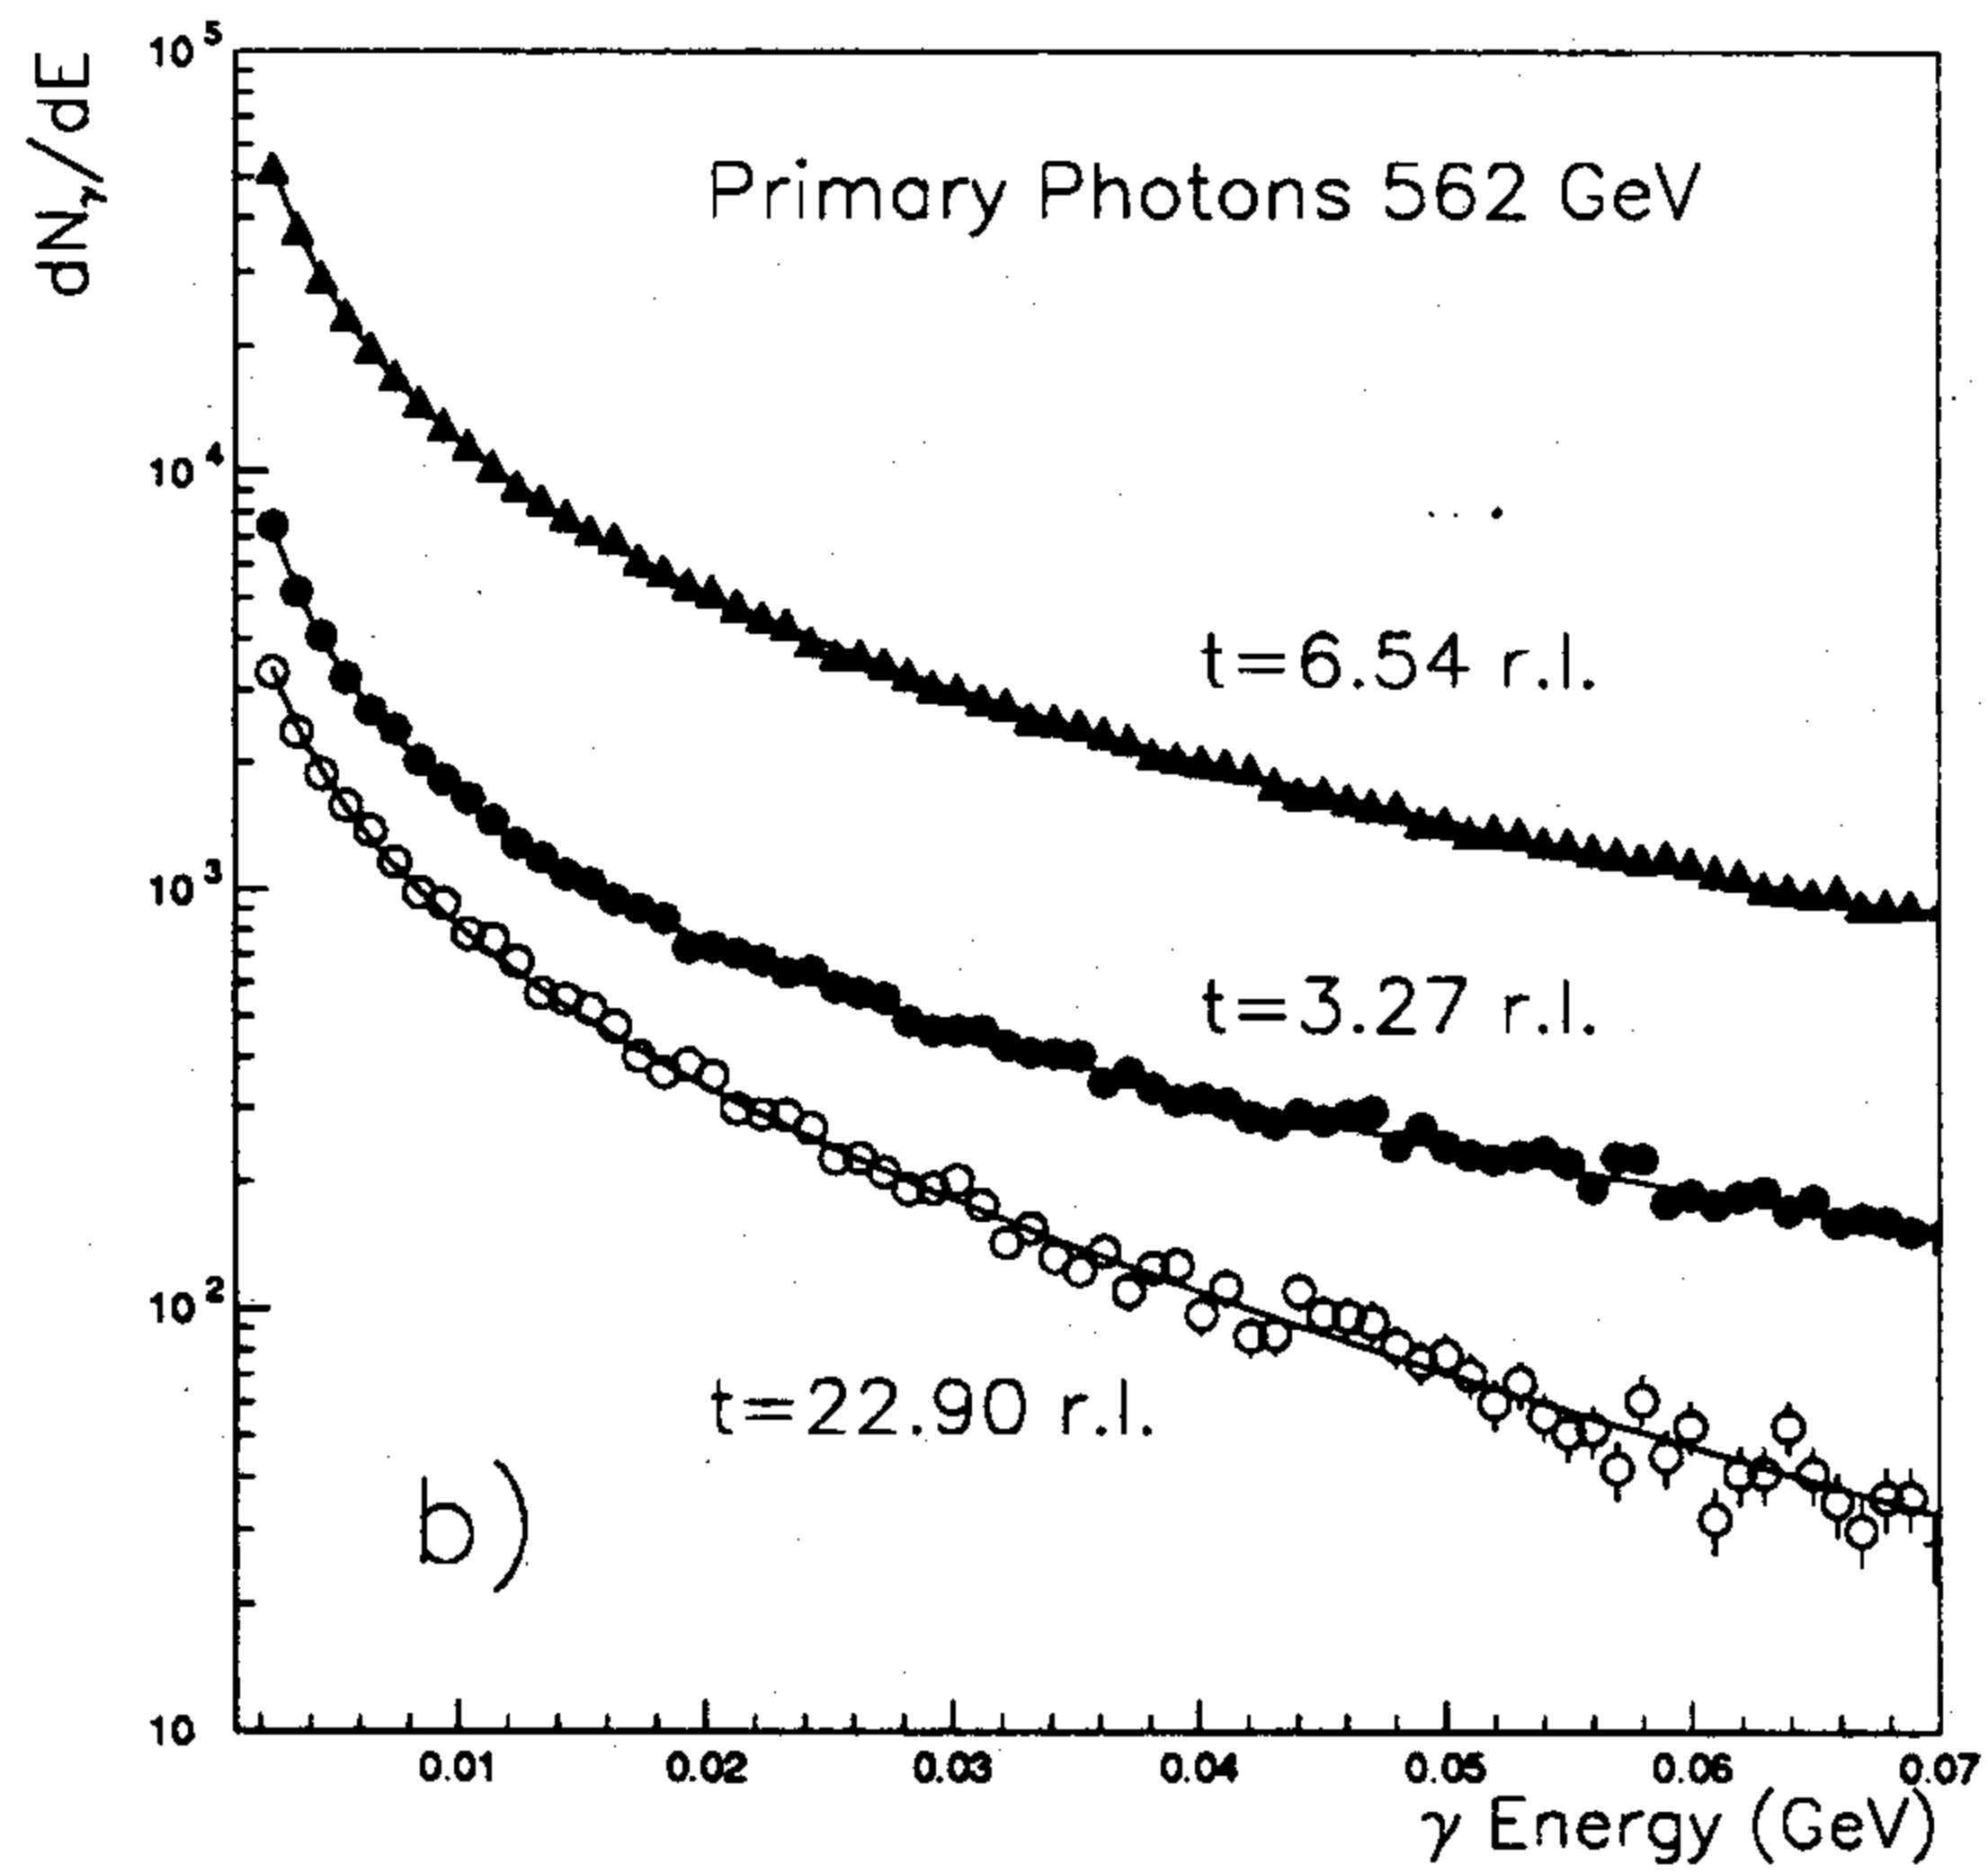 dNγ/dE
10⁵
Primary Photons 562 GeV
10⁴
t=6.54 r.l.
10³
t=3.27 r.l.
10²
t=22.90 r.l.
b)
10
0.01 0.02 0.03 0.04 0.05 0.06 0.07
γ Energy (GeV)